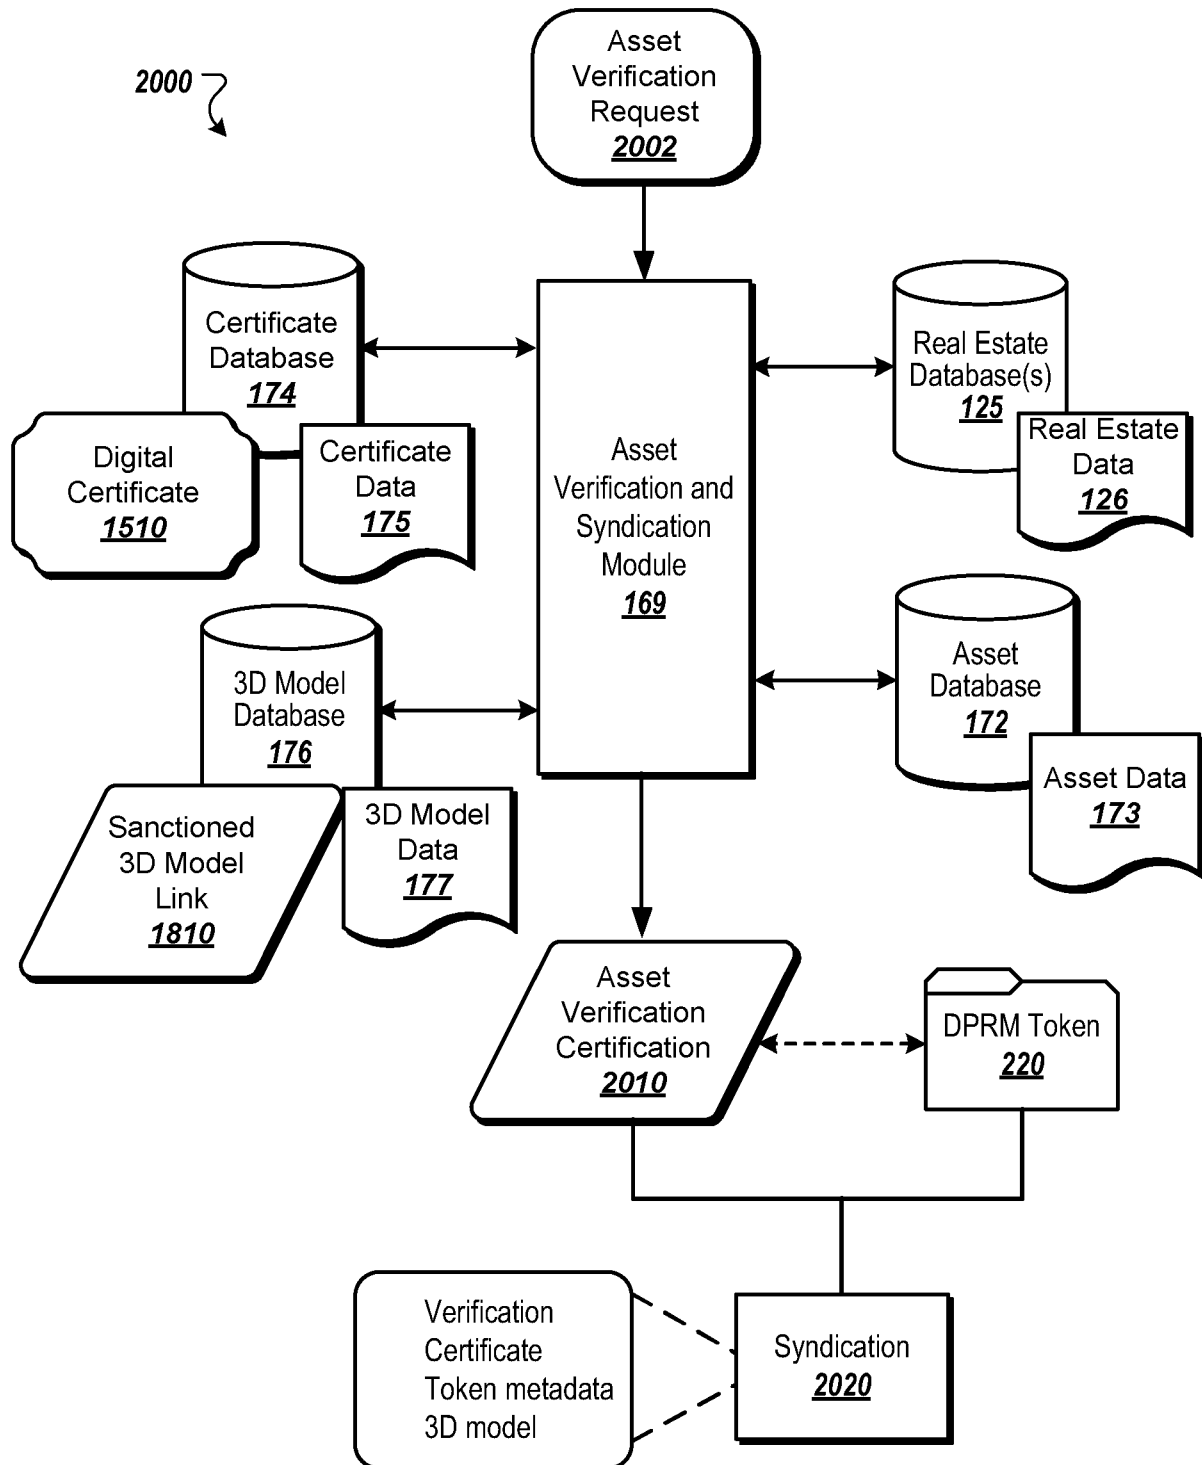 2000
Asset
Verification
Request
2002
Certificate
Database
174
Digital
Certificate
1510
Certificate
Data
175
Asset
Verification and
Syndication
Module
169
Real Estate
Database(s)
125
Real Estate
Data
126
3D Model
Database
176
Sanctioned
3D Model
Link
1810
3D Model
Data
177
Asset
Database
172
Asset Data
173
Asset
Verification
Certification
2010
DPRM Token
220
Verification
Certificate
Token metadata
3D model
Syndication
2020